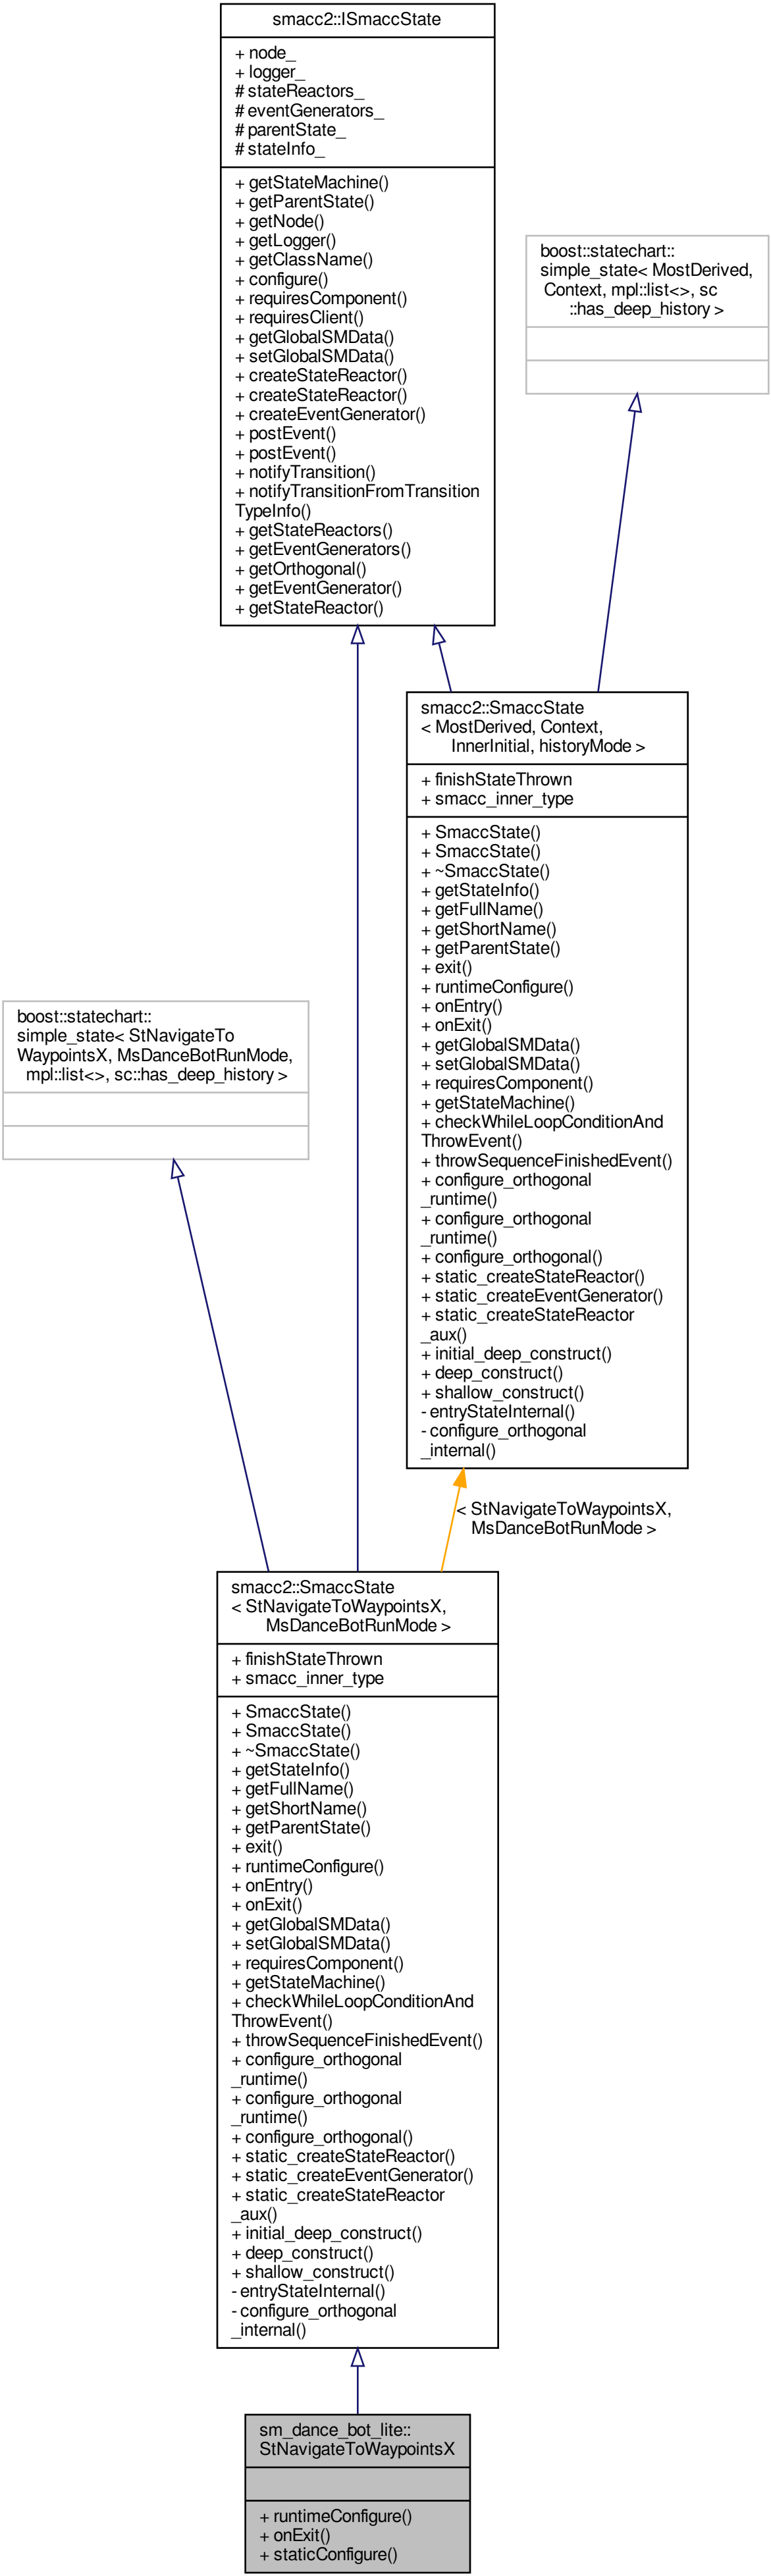 smacc2::ISmaccState
+ node_
+ logger_
# stateReactors_
# eventGenerators_
# parentState_
# stateInfo_
+ getStateMachine()
+ getParentState()
+ getNode()
+ getLogger()
+ getClassName()
+ configure()
+ requiresComponent()
+ requiresClient()
+ getGlobalSMData()
+ setGlobalSMData()
+ createStateReactor()
+ createStateReactor()
+ createEventGenerator()
+ postEvent()
+ postEvent()
+ notifyTransition()
+ notifyTransitionFromTransition
TypeInfo()
+ getStateReactors()
+ getEventGenerators()
+ getOrthogonal()
+ getEventGenerator()
+ getStateReactor()
boost::statechart::
simple_state< MostDerived,
Context, mpl::list<>, sc
::has_deep_history >
smacc2::SmaccState
< MostDerived, Context,
InnerInitial, historyMode >
+ finishStateThrown
+ smacc_inner_type
+ SmaccState()
+ SmaccState()
+ ~SmaccState()
+ getStateInfo()
+ getFullName()
+ getShortName()
+ getParentState()
+ exit()
+ runtimeConfigure()
+ onEntry()
+ onExit()
+ getGlobalSMData()
+ setGlobalSMData()
+ requiresComponent()
+ getStateMachine()
+ checkWhileLoopConditionAnd
ThrowEvent()
+ throwSequenceFinishedEvent()
+ configure_orthogonal
_runtime()
+ configure_orthogonal
_runtime()
+ configure_orthogonal()
+ static_createStateReactor()
+ static_createEventGenerator()
+ static_createStateReactor
_aux()
+ initial_deep_construct()
+ deep_construct()
+ shallow_construct()
- entryStateInternal()
- configure_orthogonal
_internal()
boost::statechart::
simple_state< StNavigateTo
WaypointsX, MsDanceBotRunMode,
mpl::list<>, sc::has_deep_history >
< StNavigateToWaypointsX,
MsDanceBotRunMode >
smacc2::SmaccState
< StNavigateToWaypointsX,
MsDanceBotRunMode >
+ finishStateThrown
+ smacc_inner_type
+ SmaccState()
+ SmaccState()
+ ~SmaccState()
+ getStateInfo()
+ getFullName()
+ getShortName()
+ getParentState()
+ exit()
+ runtimeConfigure()
+ onEntry()
+ onExit()
+ getGlobalSMData()
+ setGlobalSMData()
+ requiresComponent()
+ getStateMachine()
+ checkWhileLoopConditionAnd
ThrowEvent()
+ throwSequenceFinishedEvent()
+ configure_orthogonal
_runtime()
+ configure_orthogonal
_runtime()
+ configure_orthogonal()
+ static_createStateReactor()
+ static_createEventGenerator()
+ static_createStateReactor
_aux()
+ initial_deep_construct()
+ deep_construct()
+ shallow_construct()
- entryStateInternal()
- configure_orthogonal
_internal()
sm_dance_bot_lite::
StNavigateToWaypointsX
+ runtimeConfigure()
+ onExit()
+ staticConfigure()